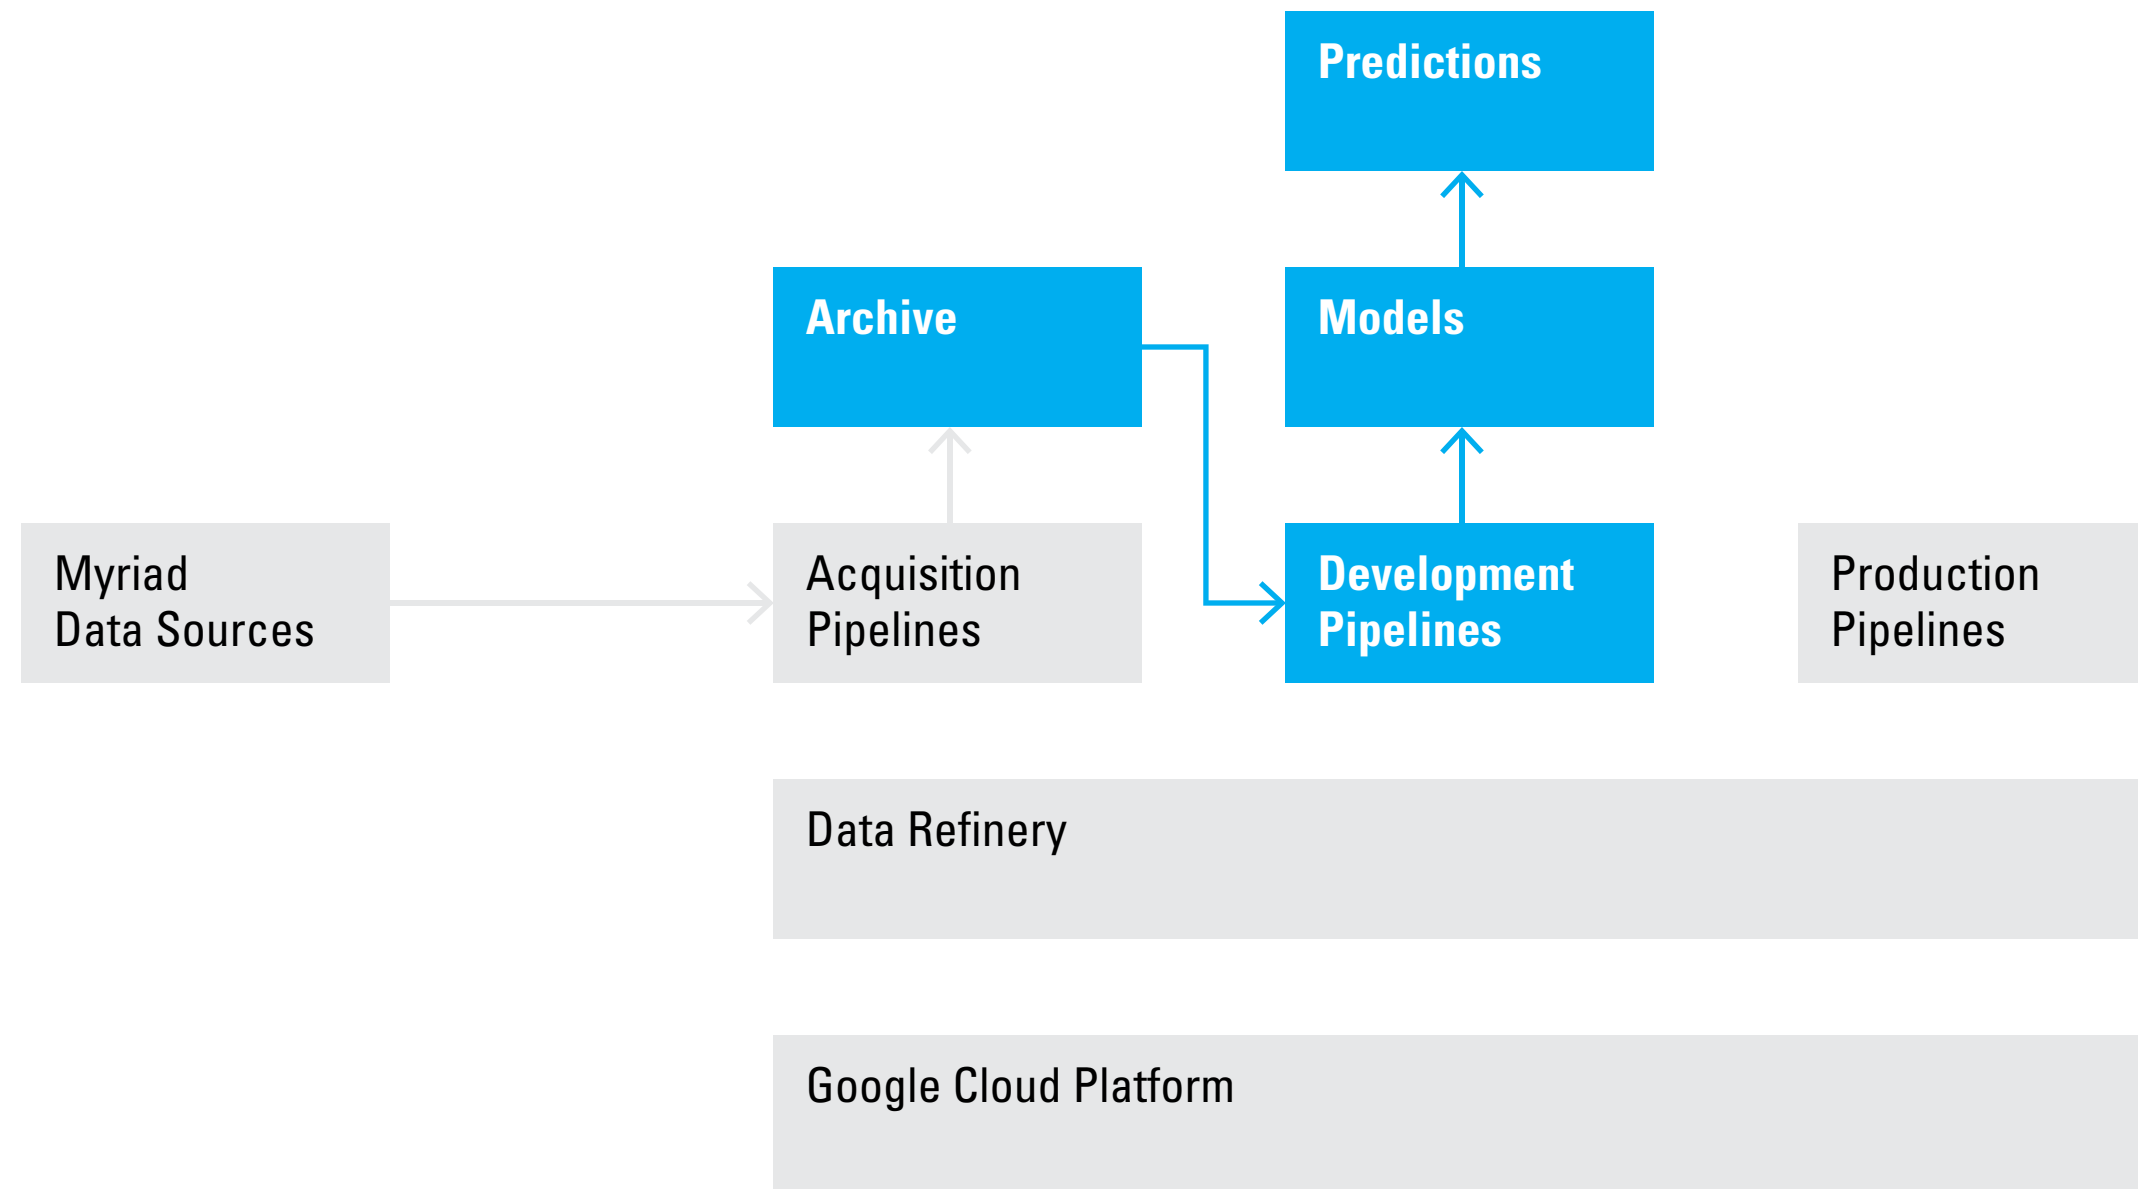 Predictions
Archive
Models
Myriad
Data Sources
Acquisition
Pipelines
Development
Pipelines
Production
Pipelines
Data Refinery
Google Cloud Platform